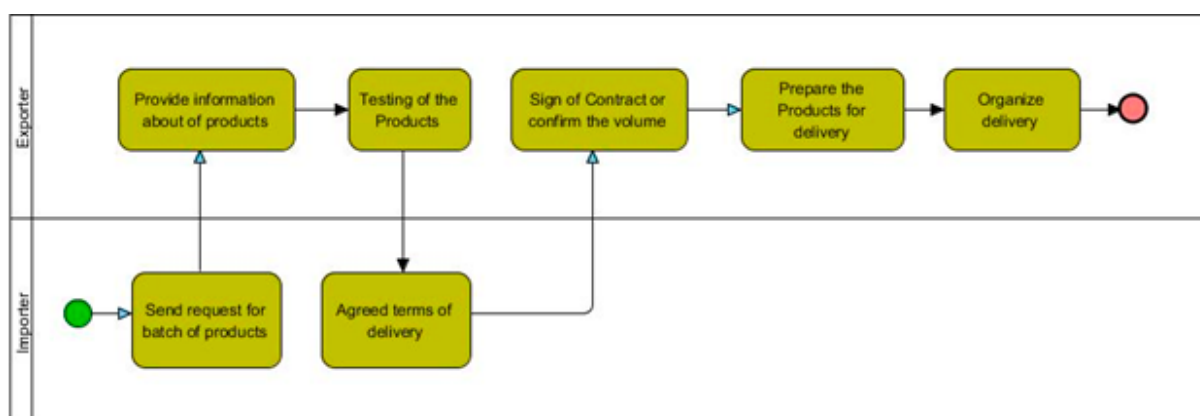 Exporter
Provide information
about of products
Testing of the
Products
Sign of Contract or
confirm the volume
Prepare the
Products for
delivery
Organize
delivery
Importer
Send request for
batch of products
Agreed terms of
delivery